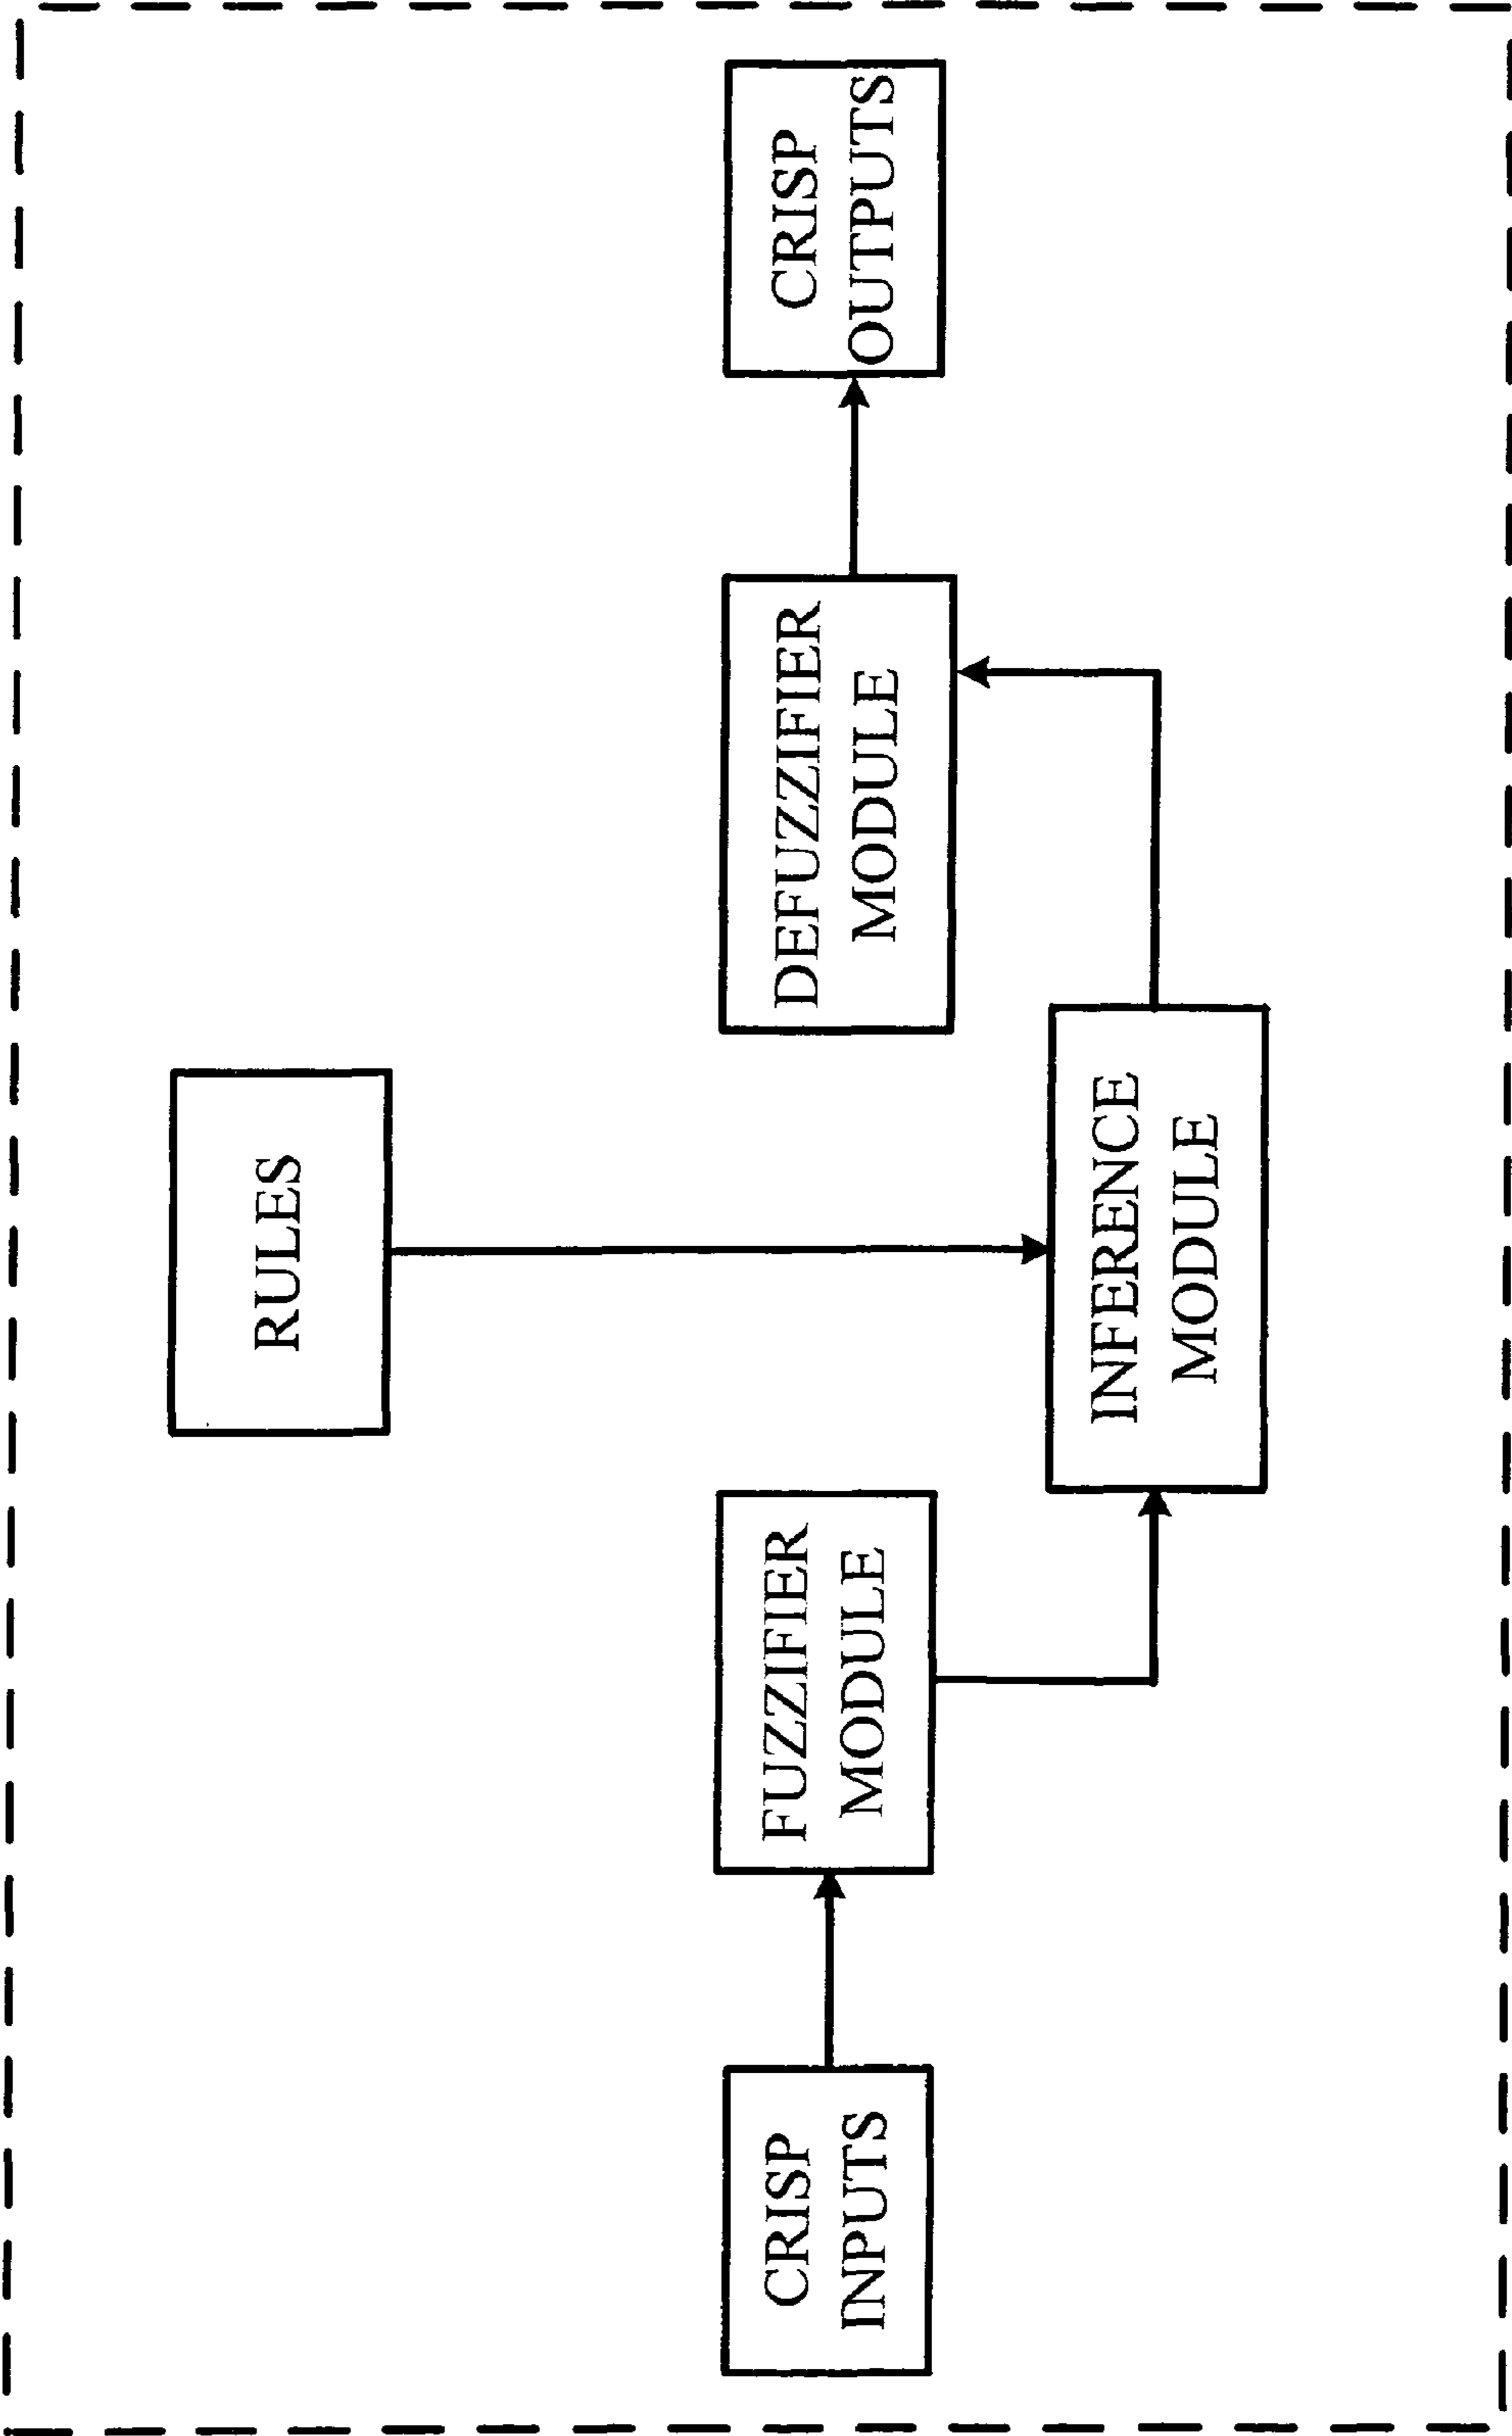 RULES
CRISP
INPUTS
FUZZIFIER
MODULE
DEFUZZIFIER
MODULE
CRISP
OUTPUTS
INFERENCE
MODULE